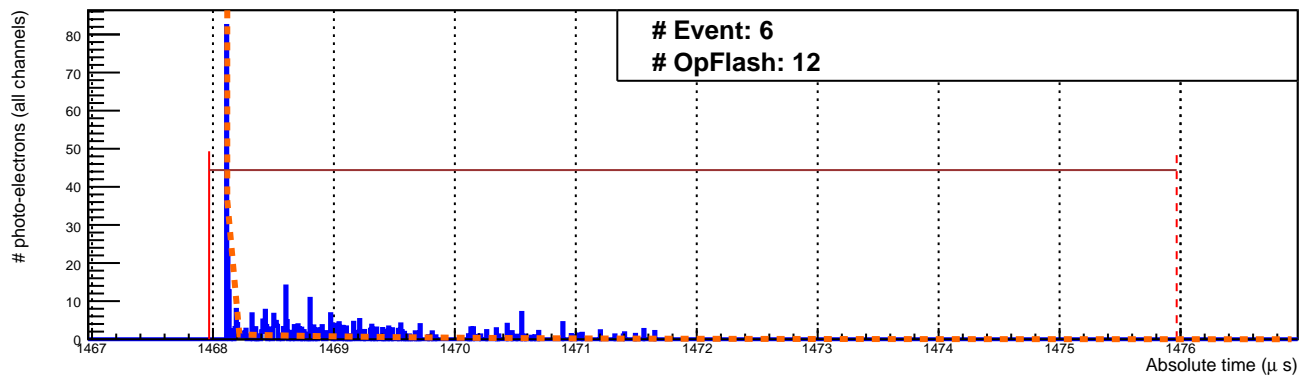 # Event: 6
# OpFlash: 12
# photo-electrons (all channels)
80
70
60
50
40
30
20
10
0
1467 1468 1469 1470 1471 1472 1473 1474 1475 1476
Absolute time (μ s)